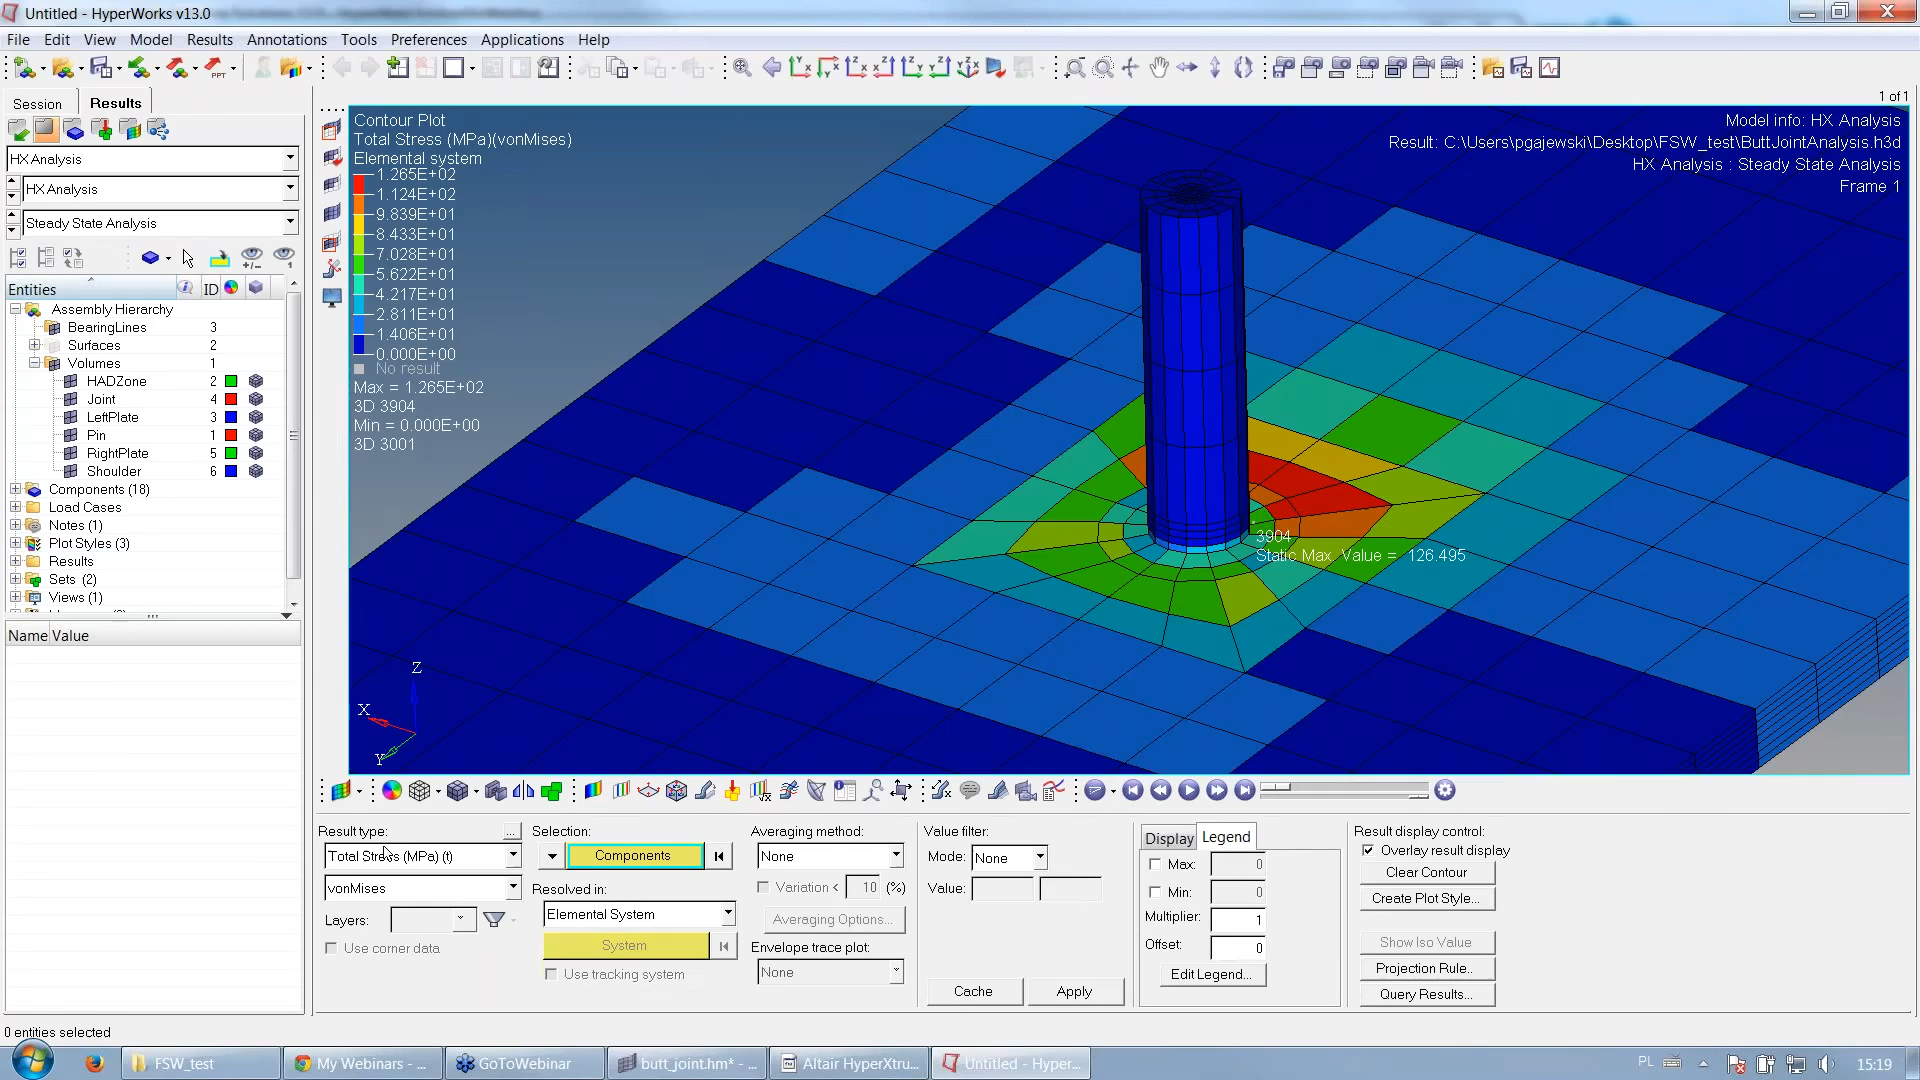 Untitled - HyperWorks v13.0
File Edit View Model Results Annotations Tools Preferences Applications Help
PPT
Session Results
1 of 1
HX Analysis
HX Analysis
Steady State Analysis
Entities ID
Assembly Hierarchy
BearingLines 3
Surfaces 2
Volumes 1
HADZone 2
Joint 4
LeftPlate 3
Pin 1
RightPlate 5
Shoulder 6
Components (18)
Load Cases
Notes (1)
Plot Styles (3)
Results
Sets (2)
Views (1)
Name Value
Contour Plot
Total Stress (MPa)(vonMises)
Elemental system
1.265E+02
1.124E+02
9.839E+01
8.433E+01
7.028E+01
5.622E+01
4.217E+01
2.811E+01
1.406E+01
0.000E+00
No result
Max = 1.265E+02
3D 3904
Min = 0.000E+00
3D 3001
Model info: HX Analysis
Result: C:\Users\pgajewski\Desktop\FSW_test\ButtJointAnalysis.h3d
HX Analysis : Steady State Analysis
Frame 1
3904
Static Max Value = 126.495
Z
X
Y
Result type:
...
Total Stress (MPa) (t)
vonMises
Layers:
Use corner data
Selection:
Components
Resolved in:
Elemental System
System
Use tracking system
Averaging method:
None
Variation < 10 (%)
Averaging Options...
Envelope trace plot:
None
Value filter:
Mode: None
Value:
Cache Apply
Display Legend
Max: 0
Min: 0
Multiplier: 1
Offset: 0
Edit Legend...
Result display control:
Overlay result display
Clear Contour
Create Plot Style...
Show Iso Value
Projection Rule..
Query Results...
0 entities selected
FSW_test
My Webinars - ...
GoToWebinar
butt_joint.hm* - ...
Altair HyperXtru...
Untitled - Hyper...
PL
15:19